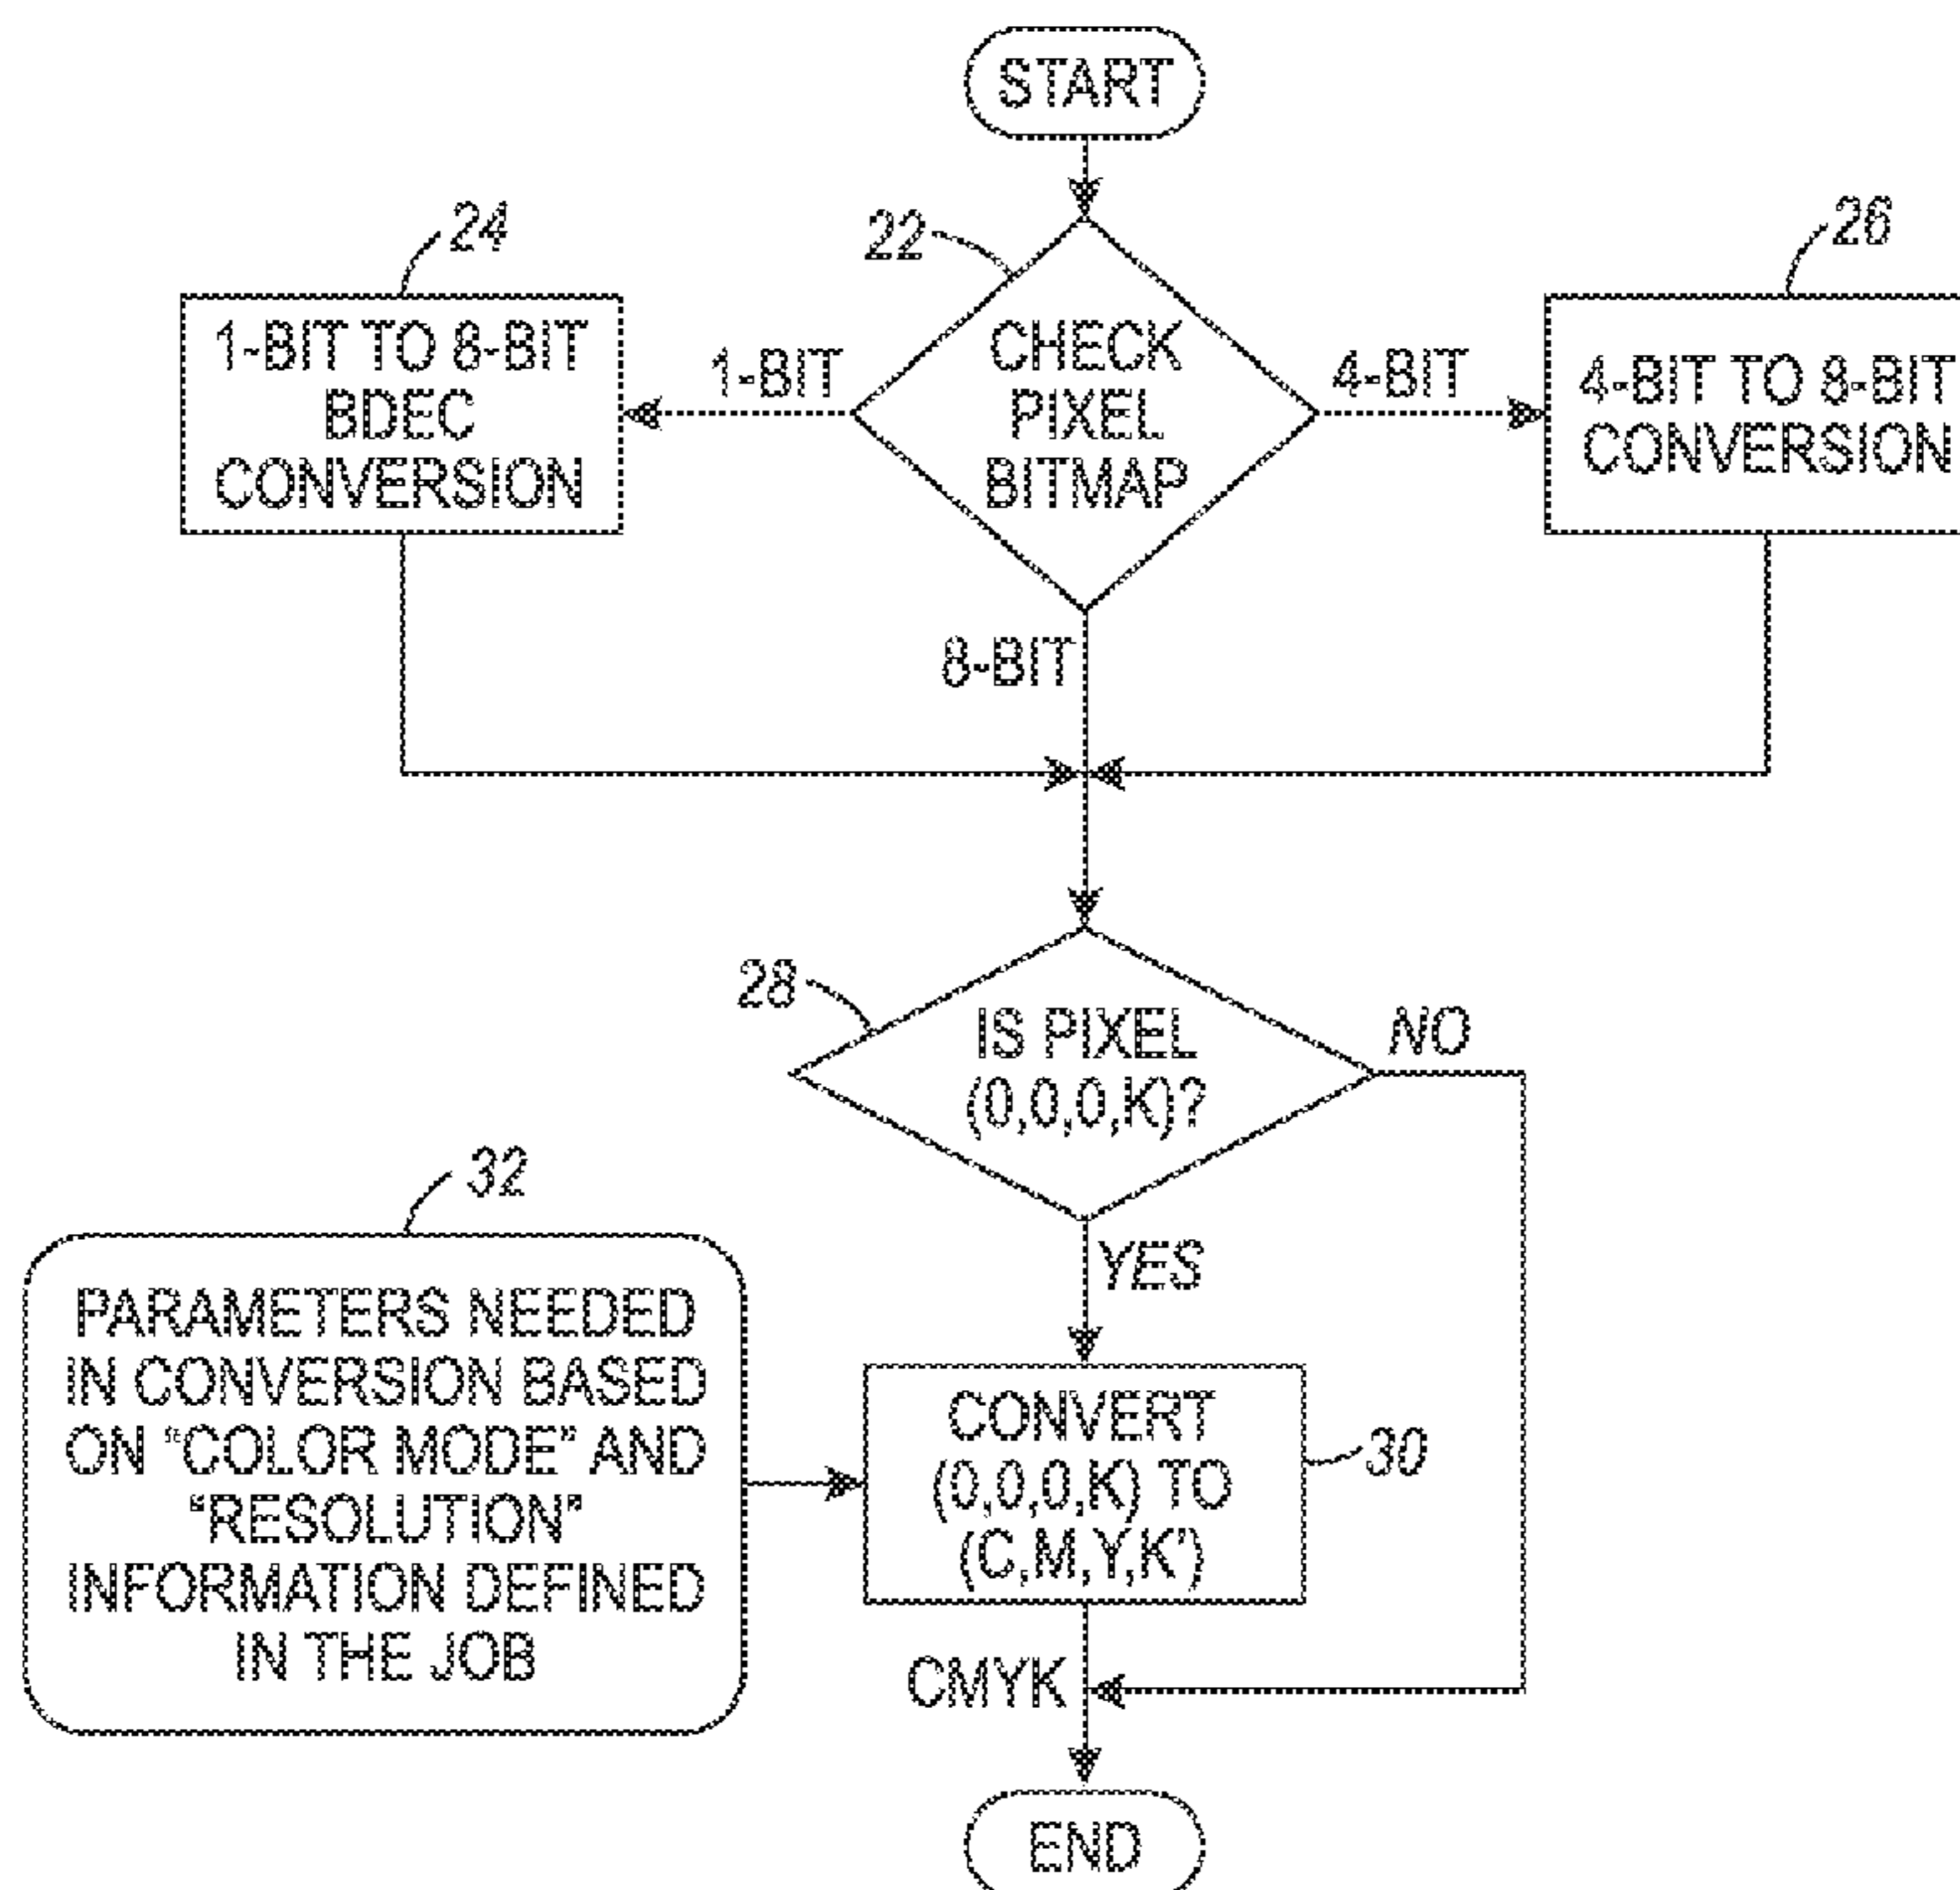 START
24
22
26
1-BIT TO 8-BIT
BDEC
CONVERSION
1-BIT
CHECK
PIXEL
BITMAP
4-BIT
4-BIT TO 8-BIT
CONVERSION
8-BIT
28
IS PIXEL
(0,0,0,K)?
NO
YES
32
PARAMETERS NEEDED
IN CONVERSION BASED
ON "COLOR MODE" AND
"RESOLUTION"
INFORMATION DEFINED
IN THE JOB
CONVERT
(0,0,0,K) TO
(C,M,Y,K')
30
CMYK
END